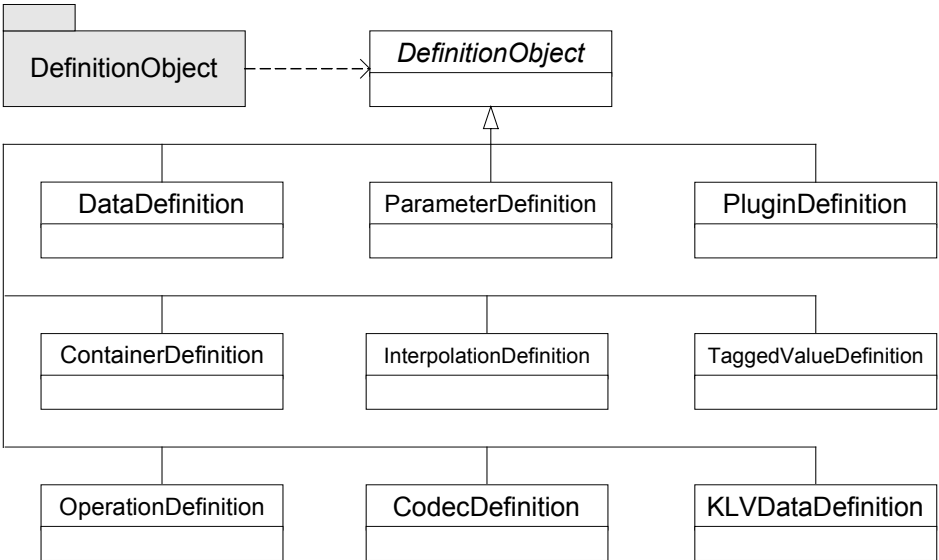 DefinitionObject
DefinitionObject
DataDefinition
ParameterDefinition
PluginDefinition
ContainerDefinition
InterpolationDefinition
TaggedValueDefinition
OperationDefinition
CodecDefinition
KLVDataDefinition